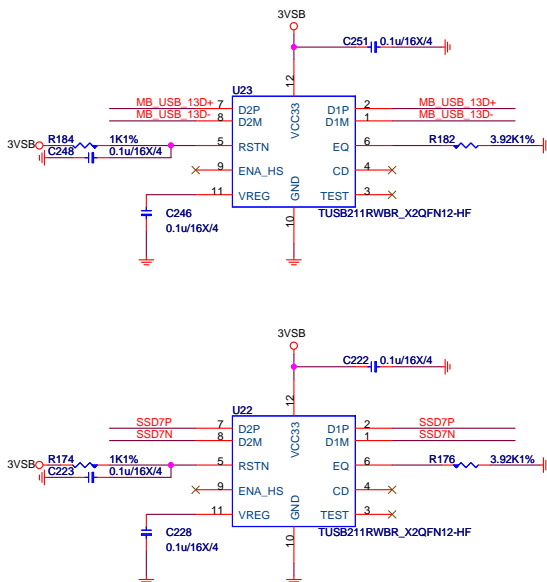 3VSB
C251 0.1u/16X/4
12
U23
MB_USB_13D+ 7 D2P VCC33 D1P 2 MB_USB_13D+
MB_USB_13D- 8 D2M D1M 1 MB_USB_13D-
R184 1K1%
3VSB 5 RSTN EQ 6 R182 3.92K1%
C248 0.1u/16X/4
9 ENA_HS CD 4
11 VREG GND TEST 3
C246
0.1u/16X/4
10
TUSB211RWBR_X2QFN12-HF
3VSB
C222 0.1u/16X/4
12
U22
SSD7P 7 D2P VCC33 D1P 2 SSD7P
SSD7N 8 D2M D1M 1 SSD7N
R174 1K1%
3VSB 5 RSTN EQ 6 R176 3.92K1%
C223 0.1u/16X/4
9 ENA_HS CD 4
11 VREG GND TEST 3
C228
0.1u/16X/4
10
TUSB211RWBR_X2QFN12-HF